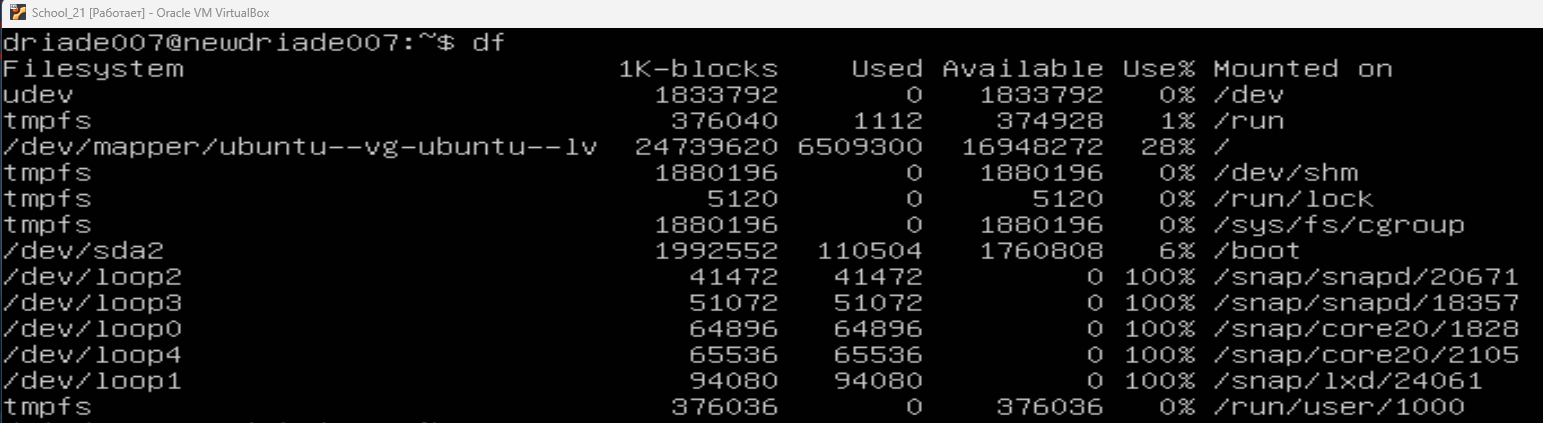 School_21 [Работает] - Oracle VM VirtualBox
driade007@newdriade007:~$ df
Filesystem 1K-blocks Used Available Use% Mounted on
udev 1833792 0 1833792 0% /dev
tmpfs 376040 1112 374928 1% /run
/dev/mapper/ubuntu--vg-ubuntu--lv 24739620 6509300 16948272 28% /
tmpfs 1880196 0 1880196 0% /dev/shm
tmpfs 5120 0 5120 0% /run/lock
tmpfs 1880196 0 1880196 0% /sys/fs/cgroup
/dev/sda2 1992552 110504 1760808 6% /boot
/dev/loop2 41472 41472 0 100% /snap/snapd/20671
/dev/loop3 51072 51072 0 100% /snap/snapd/18357
/dev/loop0 64896 64896 0 100% /snap/core20/1828
/dev/loop4 65536 65536 0 100% /snap/core20/2105
/dev/loop1 94080 94080 0 100% /snap/lxd/24061
tmpfs 376036 0 376036 0% /run/user/1000